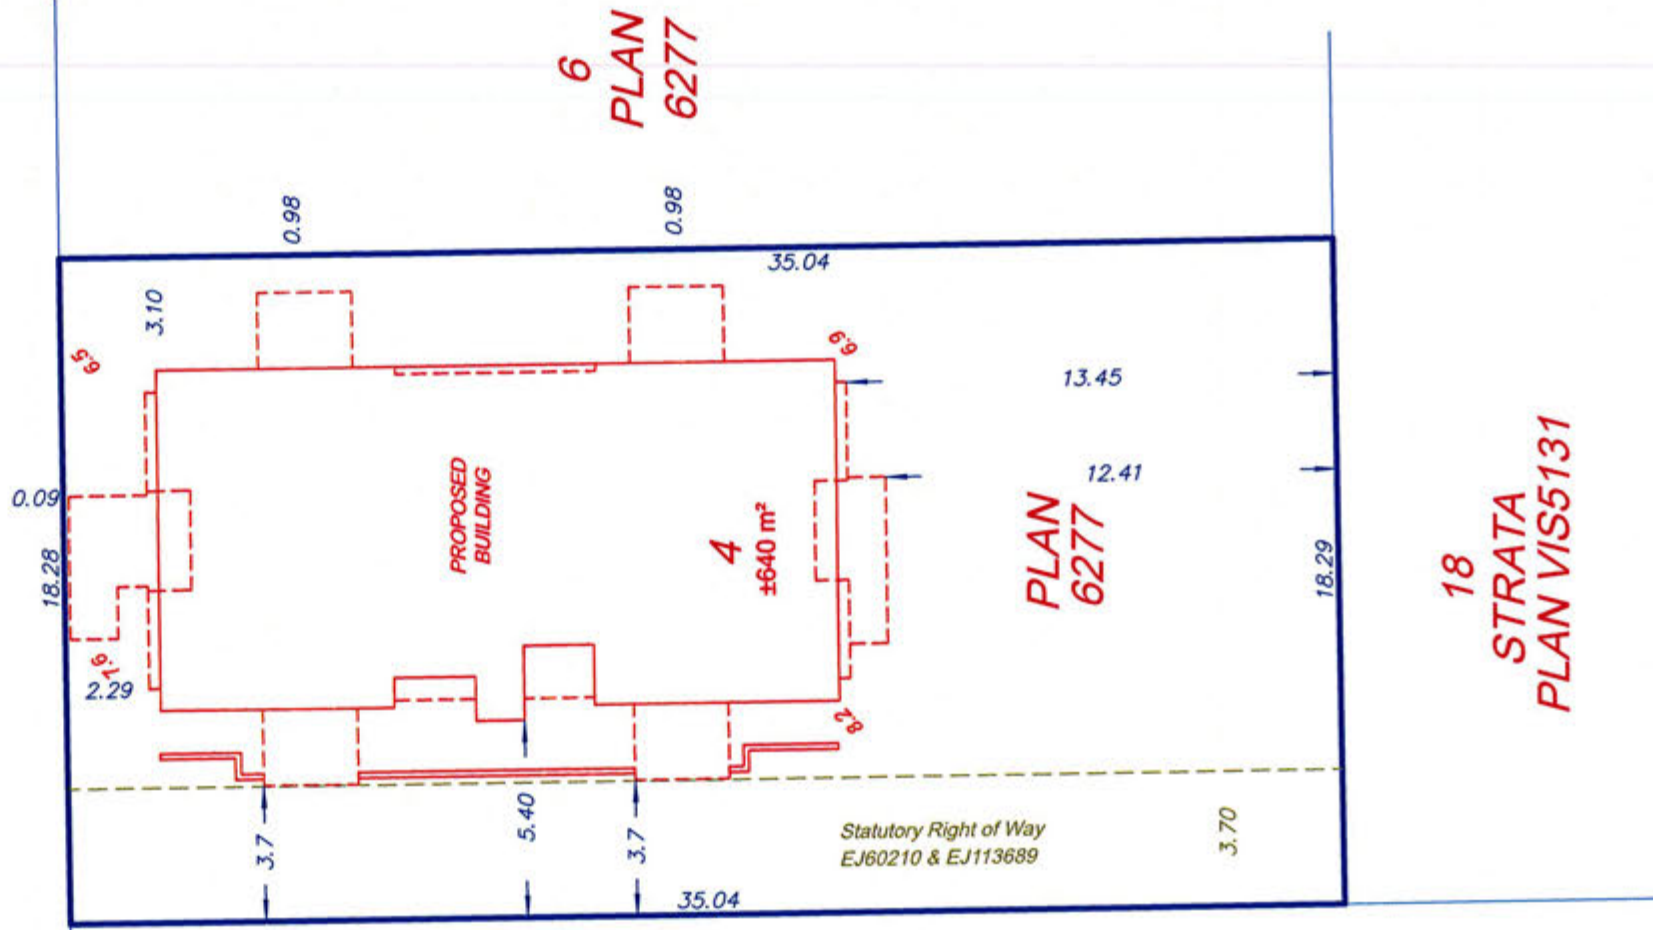 6
PLAN
6277
0.98
0.98
35.04
3.10
6.5
6.9
13.45
12.41
0.09
18.28
PROPOSED
BUILDING
4
±640 m²
PLAN
6277
18.29
18
STRATA
PLAN VIS5131
7.6
2.29
8.2
3.7
5.40
3.7
Statutory Right of Way
EJ60210 & EJ113689
3.70
35.04